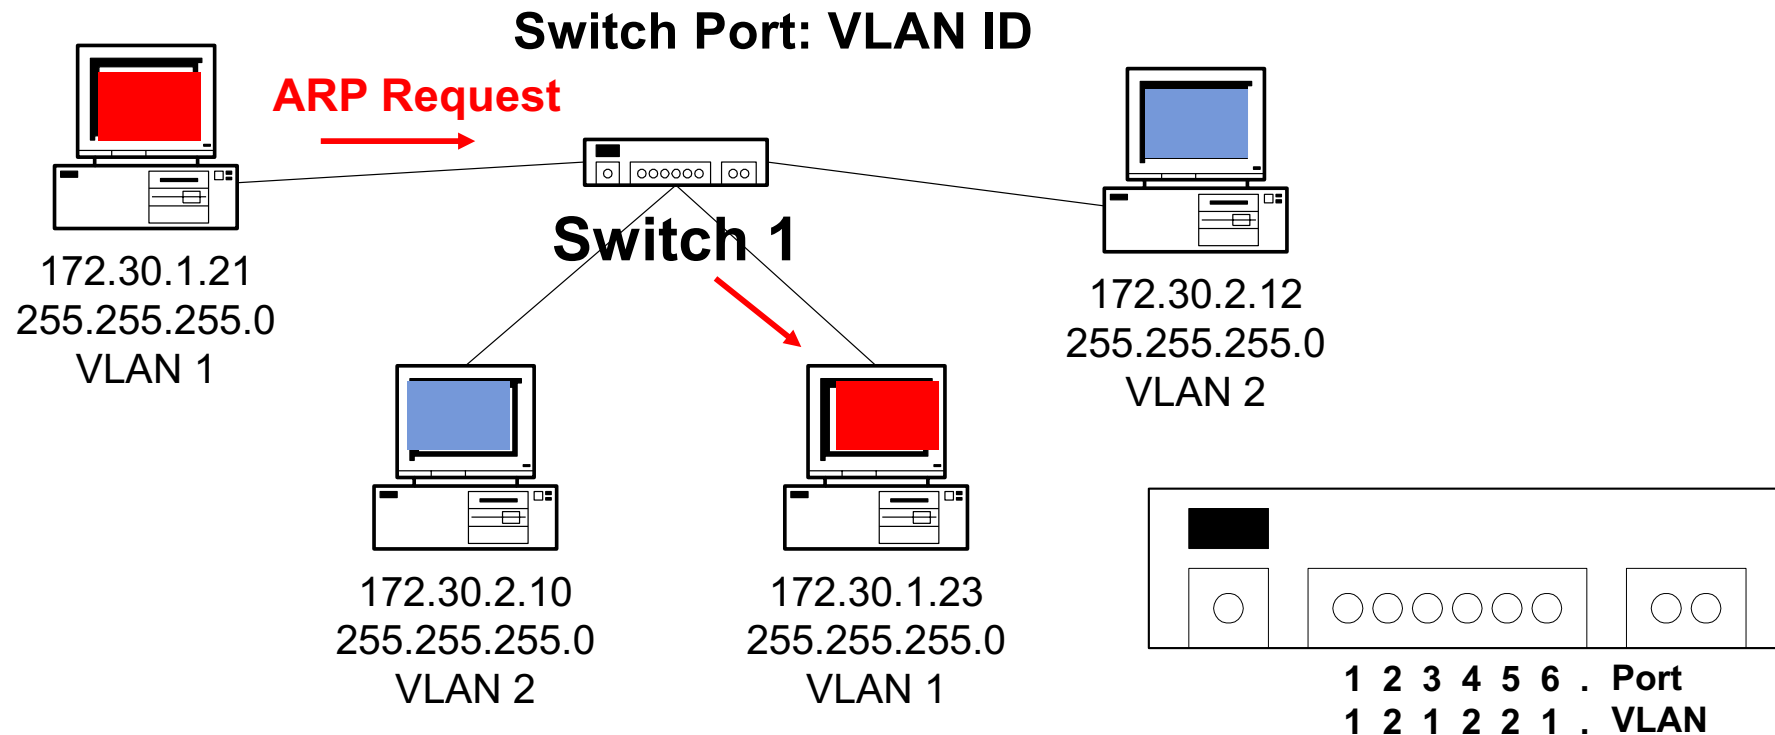 Switch Port: VLAN ID
ARP Request
Switch 1
172.30.1.21
255.255.255.0
VLAN 1
172.30.2.12
255.255.255.0
VLAN 2
172.30.2.10
255.255.255.0
VLAN 2
172.30.1.23
255.255.255.0
VLAN 1
1 2 3 4 5 6 . Port
1 2 1 2 2 1 . VLAN